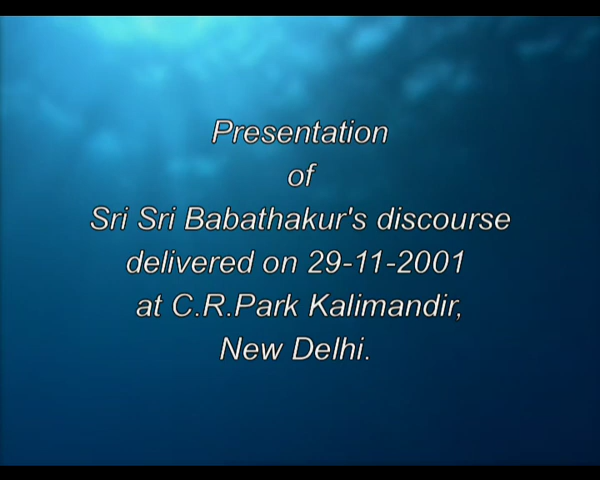 Presentation
of
Sri Sri Babathakur's discourse
delivered on 29-11-2001
at C.R.Park Kalimandir,
New Delhi.